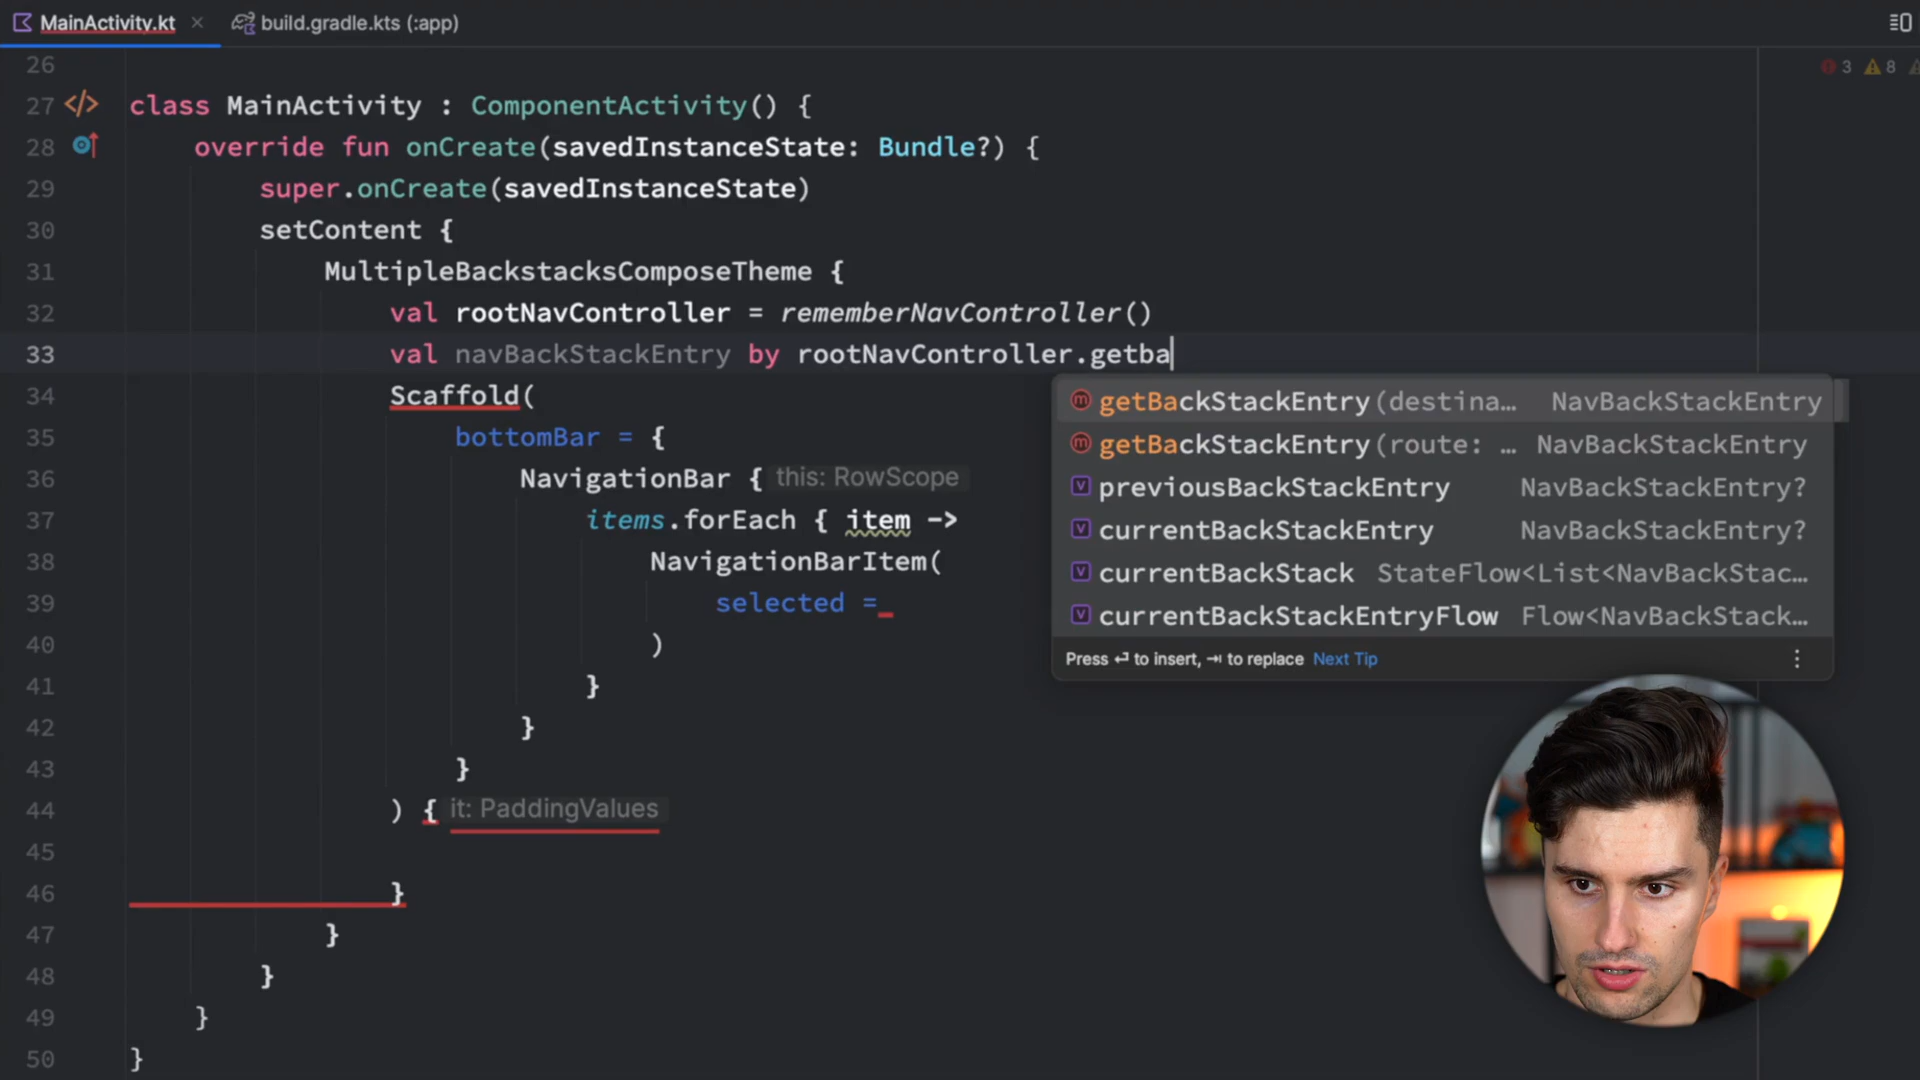 MainActivity.kt
build.gradle.kts (:app)
3 8
26
27 class MainActivity : ComponentActivity() {
28 override fun onCreate(savedInstanceState: Bundle?) {
29 super.onCreate(savedInstanceState)
30 setContent {
31 MultipleBackstacksComposeTheme {
32 val rootNavController = rememberNavController()
33 val navBackStackEntry by rootNavController.getba
34 Scaffold(
getBackStackEntry(destina… NavBackStackEntry
35 bottomBar = {
getBackStackEntry(route: … NavBackStackEntry
36 NavigationBar { this: RowScope
previousBackStackEntry NavBackStackEntry?
37 items.forEach { item ->
currentBackStackEntry NavBackStackEntry?
38 NavigationBarItem(
currentBackStack StateFlow<List<NavBackStac…
39 selected =
currentBackStackEntryFlow Flow<NavBackStack…
40 )
Press ⏎ to insert, ⇥ to replace Next Tip
41 }
42 }
43 }
44 ) { it: PaddingValues
45
46 }
47 }
48 }
49 }
50 }